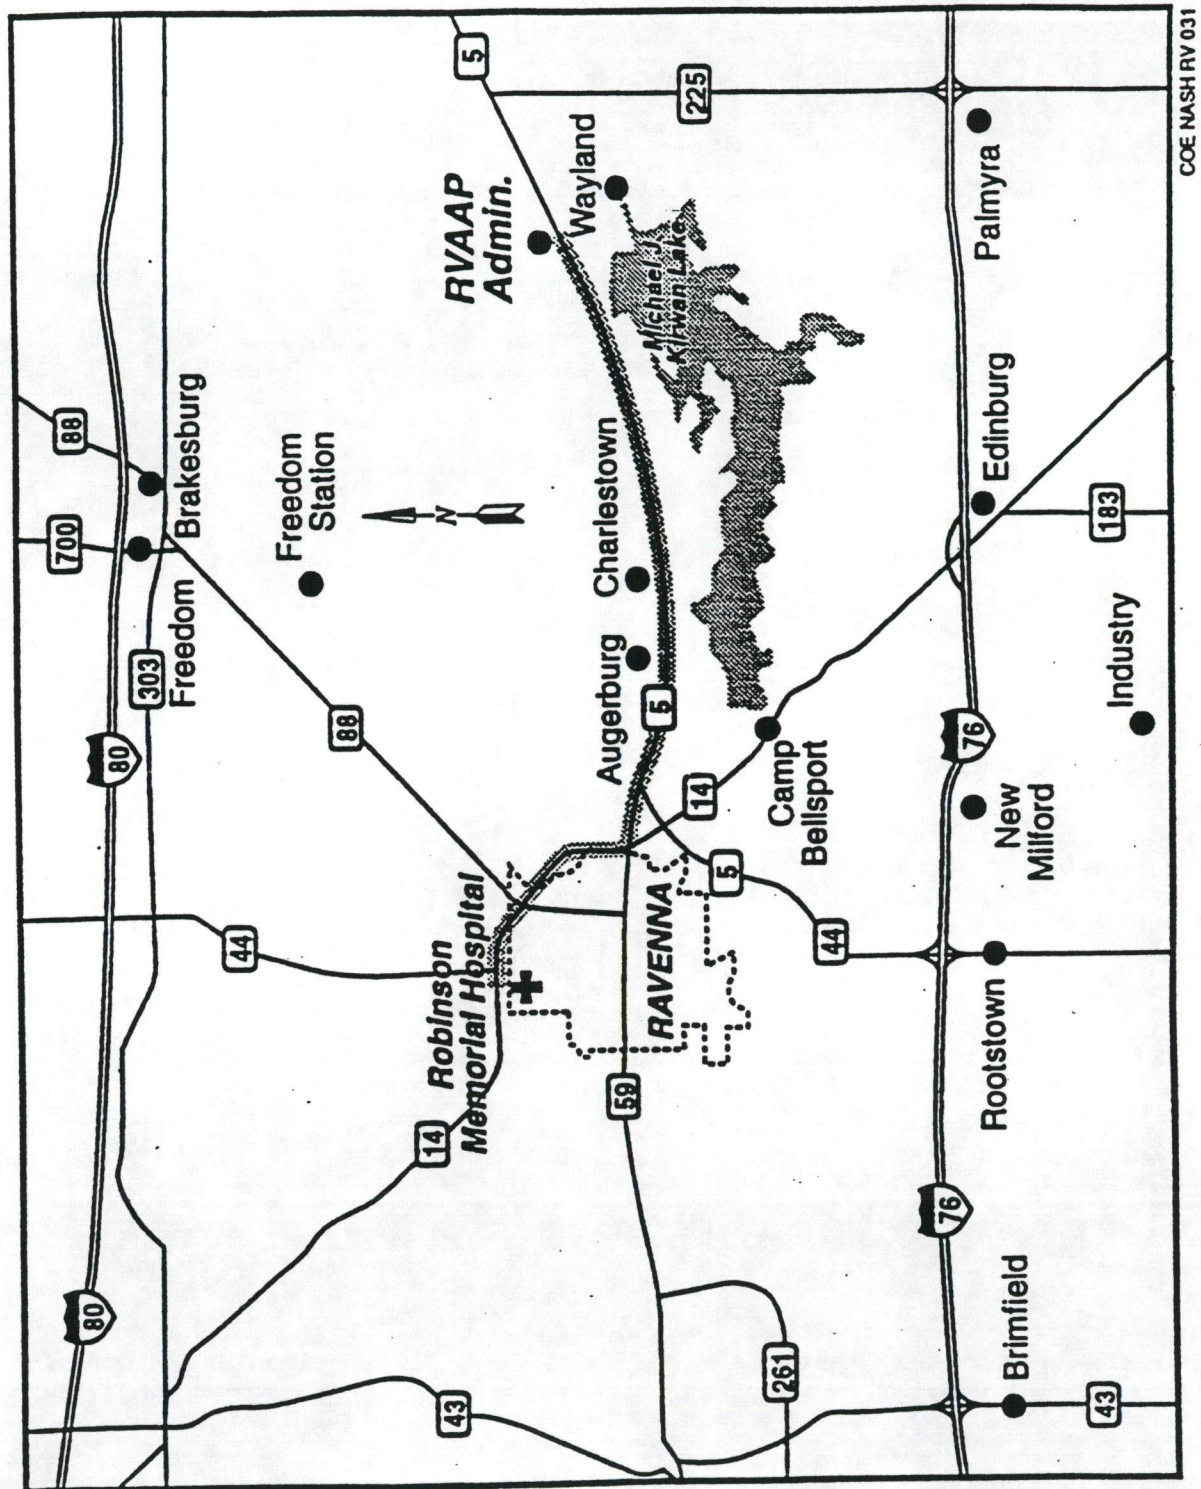 80
303
700
88
Freedom
Brakesburg
80
44
88
Freedom
Station
N
5
14
Robinson
Memorial Hospital
RVAAP
Admin.
43
59
RAVENNA
Augerburg
Charlestown
Wayland
225
5
14
5
Michael J.
Kirwan Lake
261
44
Camp
Bellsport
76
76
Brimfield
Rootstown
New
Milford
Edinburg
Palmyra
43
Industry
183
COE NASH RV 031